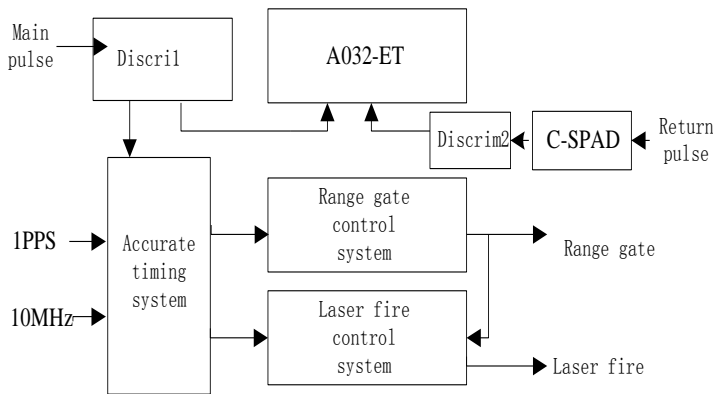 Main
pulse
Discril
A032-ET
Discrim2
C-SPAD
Return
pulse
1PPS
10MHz
Accurate
timing
system
Range gate
control
system
Range gate
Laser fire
control
system
Laser fire